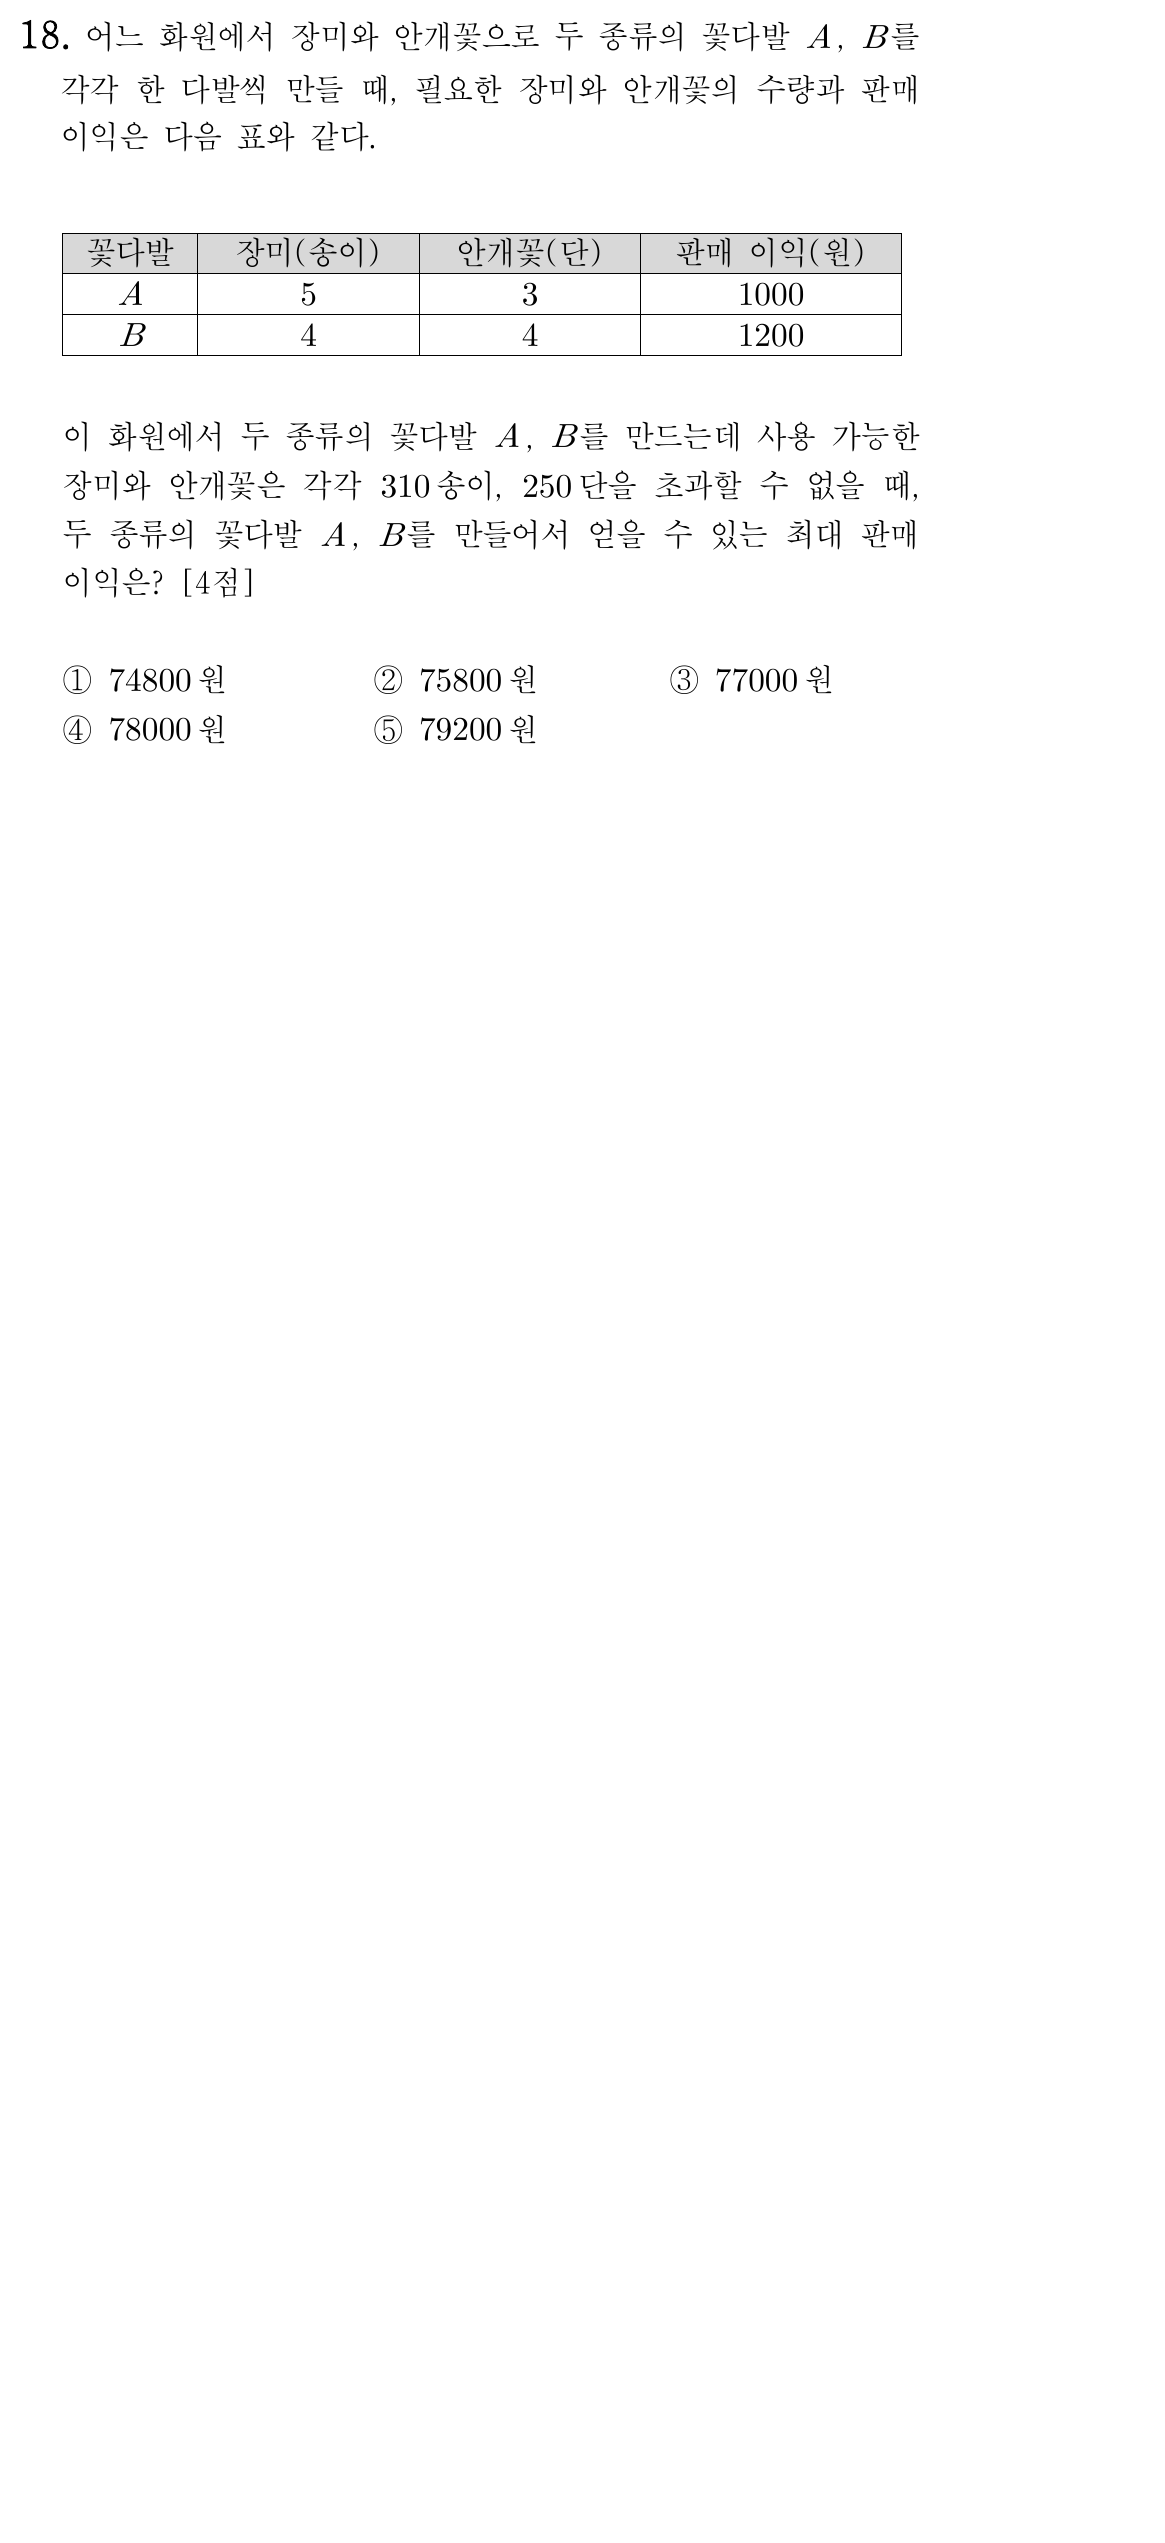 18. 어느 화원에서 장미와 안개꽃으로 두 종류의 꽃다발 A, B를
각각 한 다발씩 만들 때, 필요한 장미와 안개꽃의 수량과 판매
이익은 다음 표와 같다.
꽃다발 장미(송이) 안개꽃(단) 판매 이익(원)
A 5 3 1000
B 4 4 1200
이 화원에서 두 종류의 꽃다발 A, B를 만드는데 사용 가능한
장미와 안개꽃은 각각 310송이, 250단을 초과할 수 없을 때,
두 종류의 꽃다발 A, B를 만들어서 얻을 수 있는 최대 판매
이익은? [4점]
① 74800원 ② 75800원 ③ 77000원
④ 78000원 ⑤ 79200원